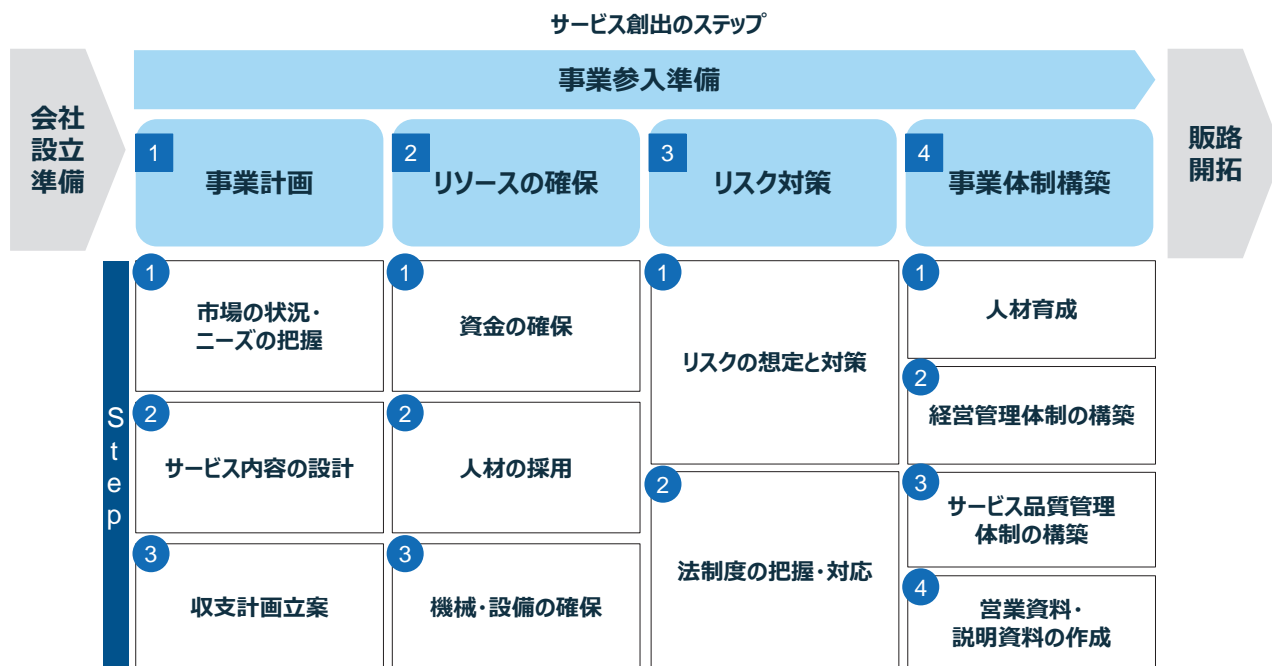 サービス創出のステップ
事業参入準備
会社
設立
準備
1
事業計画
2
リソースの確保
3
リスク対策
4
事業体制構築
販路
開拓
Step
1
市場の状況・
ニーズの把握
2
サービス内容の設計
3
収支計画立案
1
資金の確保
2
人材の採用
3
機械・設備の確保
1
リスクの想定と対策
2
法制度の把握・対応
1
人材育成
2
経営管理体制の構築
3
サービス品質管理
体制の構築
4
営業資料・
説明資料の作成